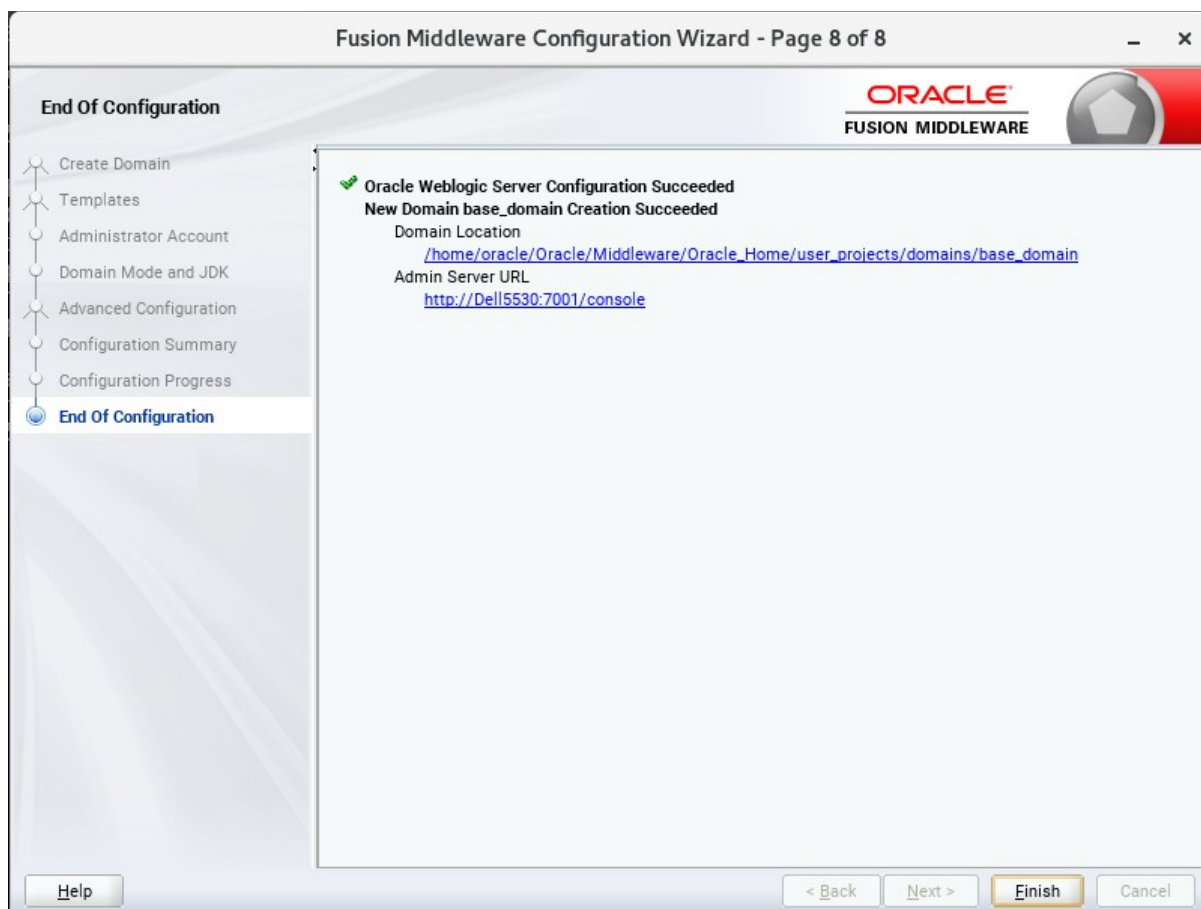 Fusion Middleware Configuration Wizard - Page 8 of 8
End Of Configuration
ORACLE
FUSION MIDDLEWARE
Create Domain
Templates
Administrator Account
Domain Mode and JDK
Advanced Configuration
Configuration Summary
Configuration Progress
End Of Configuration
Oracle Weblogic Server Configuration Succeeded
New Domain base_domain Creation Succeeded
Domain Location
/home/oracle/Oracle/Middleware/Oracle_Home/user_projects/domains/base_domain
Admin Server URL
http://Dell5530:7001/console
Help
< Back
Next >
Finish
Cancel